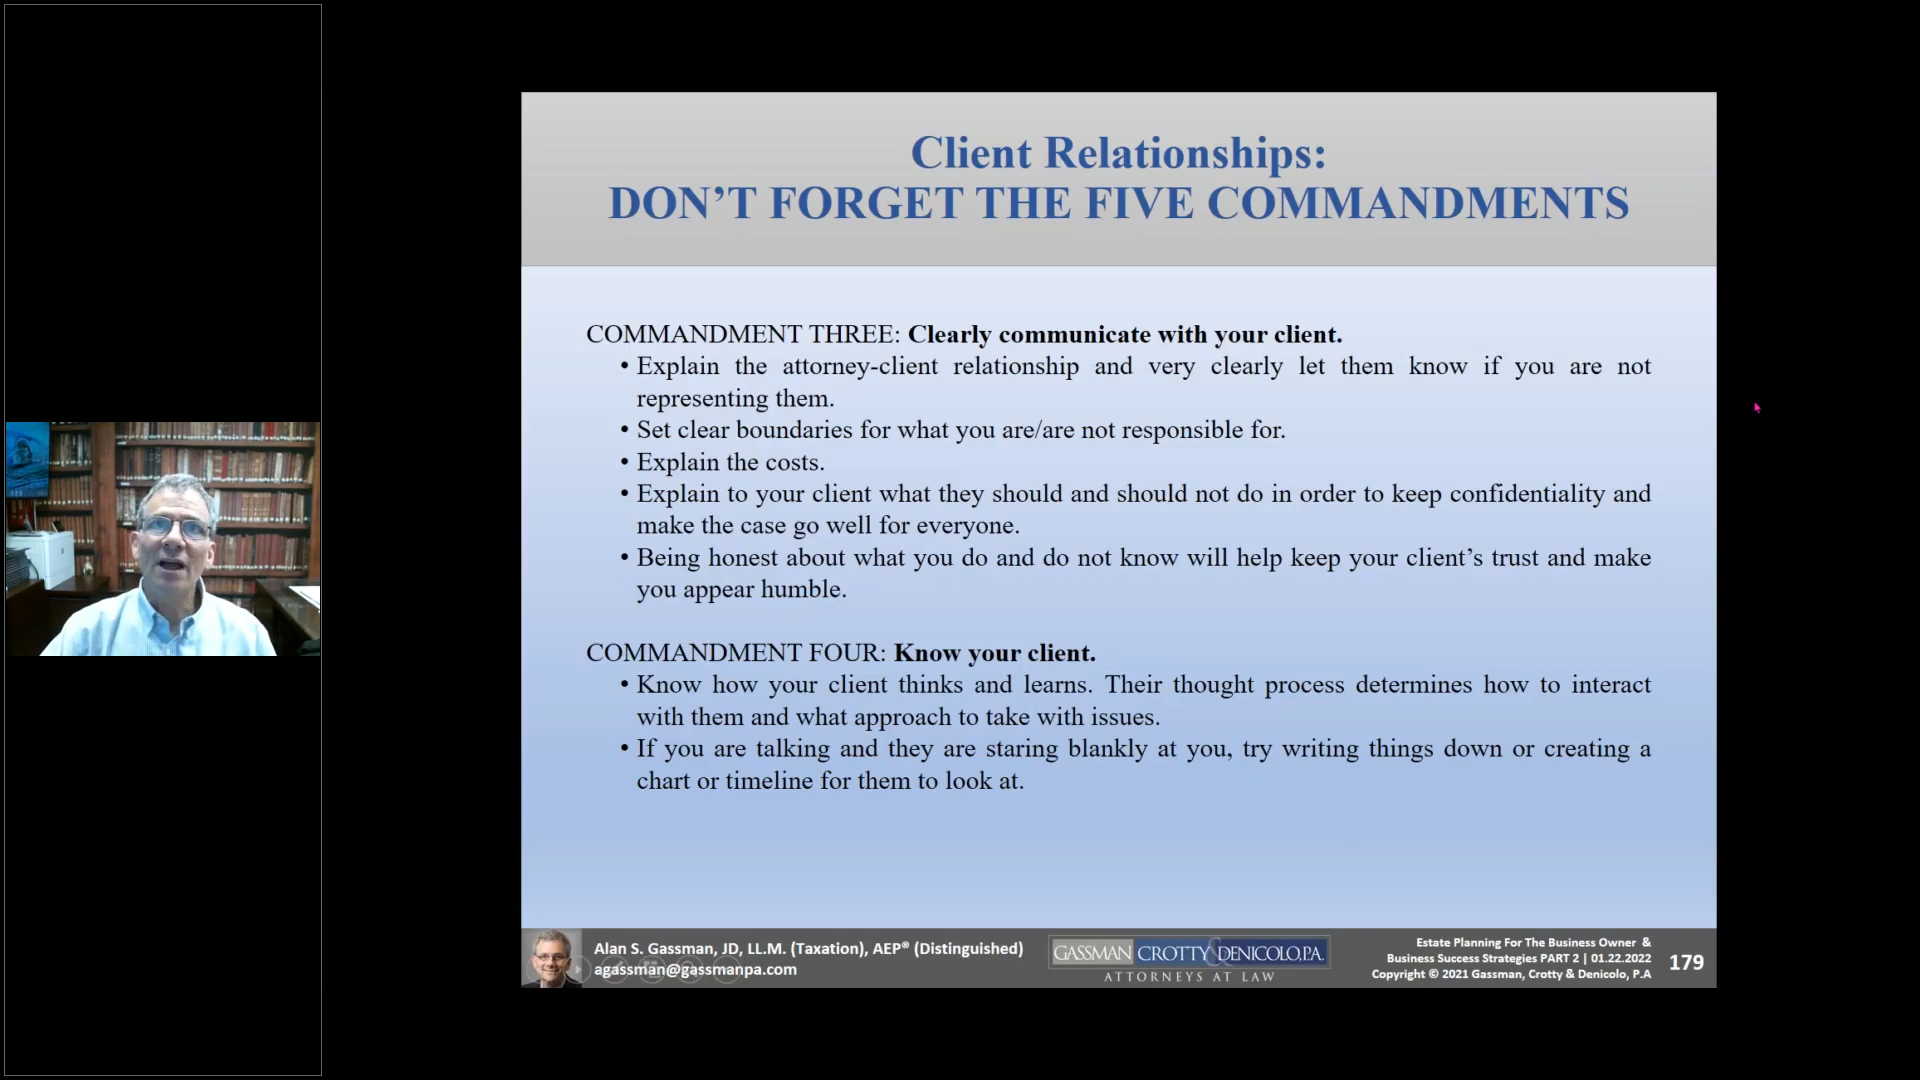 Client Relationships:
DON’T FORGET THE FIVE COMMANDMENTS
COMMANDMENT THREE: Clearly communicate with your client.
• Explain the attorney-client relationship and very clearly let them know if you are not
representing them.
• Set clear boundaries for what you are/are not responsible for.
• Explain the costs.
• Explain to your client what they should and should not do in order to keep confidentiality and
make the case go well for everyone.
• Being honest about what you do and do not know will help keep your client’s trust and make
you appear humble.
COMMANDMENT FOUR: Know your client.
• Know how your client thinks and learns. Their thought process determines how to interact
with them and what approach to take with issues.
• If you are talking and they are staring blankly at you, try writing things down or creating a
chart or timeline for them to look at.
Alan S. Gassman, JD, LL.M. (Taxation), AEP® (Distinguished)
agassman@gassmanpa.com
GASSMAN CROTTY & DENICOLO, P.A.
ATTORNEYS AT LAW
Estate Planning For The Business Owner &
Business Success Strategies PART 2 | 01.22.2022
Copyright © 2021 Gassman, Crotty & Denicolo, P.A
179